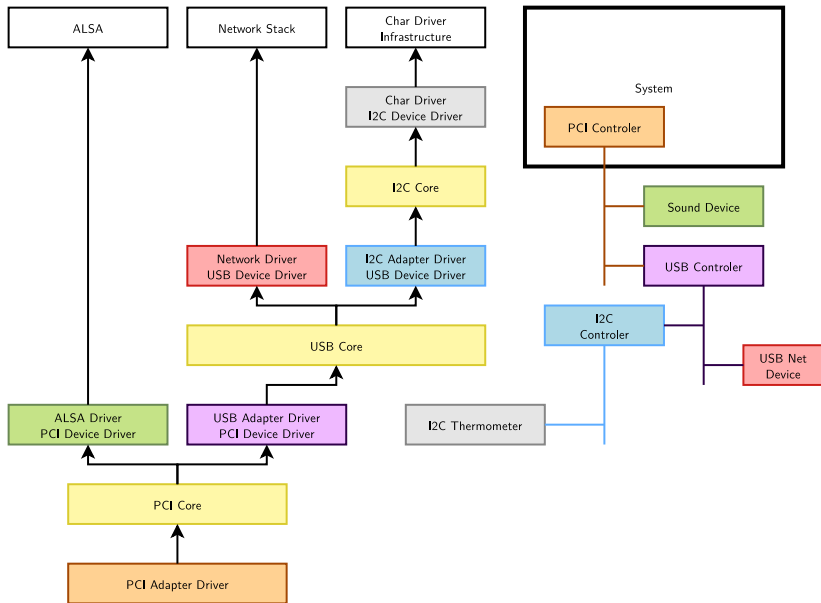 ALSA
Network Stack
Char Driver
Infrastructure
Char Driver
I2C Device Driver
System
PCI Controler
I2C Core
Sound Device
Network Driver
USB Device Driver
I2C Adapter Driver
USB Device Driver
USB Controler
I2C
Controler
USB Core
USB Net
Device
ALSA Driver
PCI Device Driver
USB Adapter Driver
PCI Device Driver
I2C Thermometer
PCI Core
PCI Adapter Driver